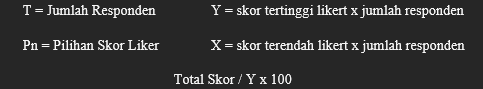 T = Jumlah Responden Y = skor tertinggi likert x jumlah responden
Pn = Pilihan Skor Liker X = skor terendah likert x jumlah responden
Total Skor / Y x 100